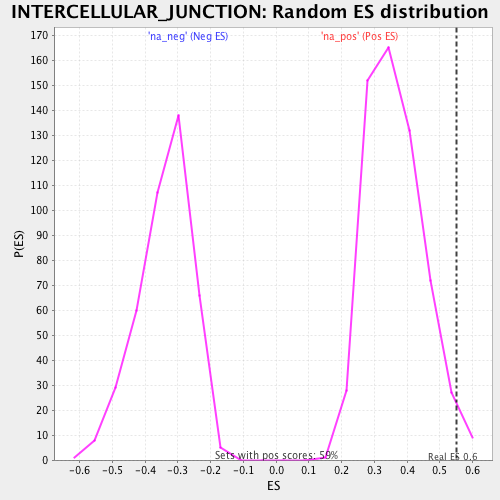 INTERCELLULAR_JUNCTION: Random ES distribution
'na_neg' (Neg ES)
'na_pos' (Pos ES)
P(ES)
170
160
150
140
130
120
110
100
90
80
70
60
50
40
30
20
10
0
Sets with pos scores: 59%
Real ES 0.6
-0.6 -0.5 -0.4 -0.3 -0.2 -0.1 0.0 0.1 0.2 0.3 0.4 0.5 0.6
ES